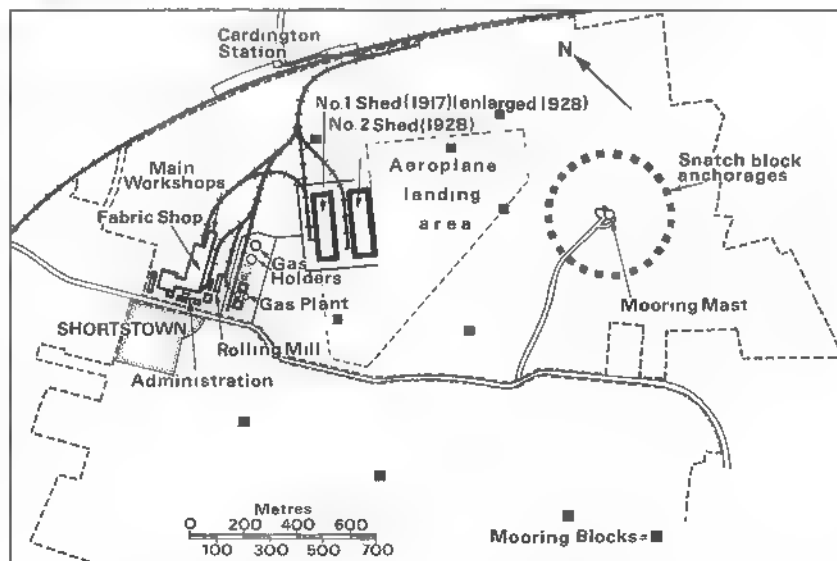 Cardington
Station
N
No.1 Shed (1917) (enlarged 1928)
No.2 Shed (1928)
Main
Workshops
Aeroplane
landing
area
Snatch block
anchorages
Fabric Shop
Gas
Holders
Gas Plant
Mooring Mast
SHORTSTOWN
Rolling Mill
Administration
Metres
0 200 400 600
100 300 500 700
Mooring Blocks